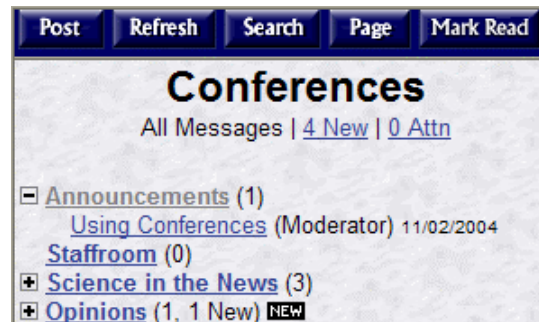 Post Refresh Search Page Mark Read
Conferences
All Messages | 4 New | 0 Attn
Announcements (1)
Using Conferences (Moderator) 11/02/2004
Staffroom (0)
Science in the News (3)
Opinions (1, 1 New) NEW